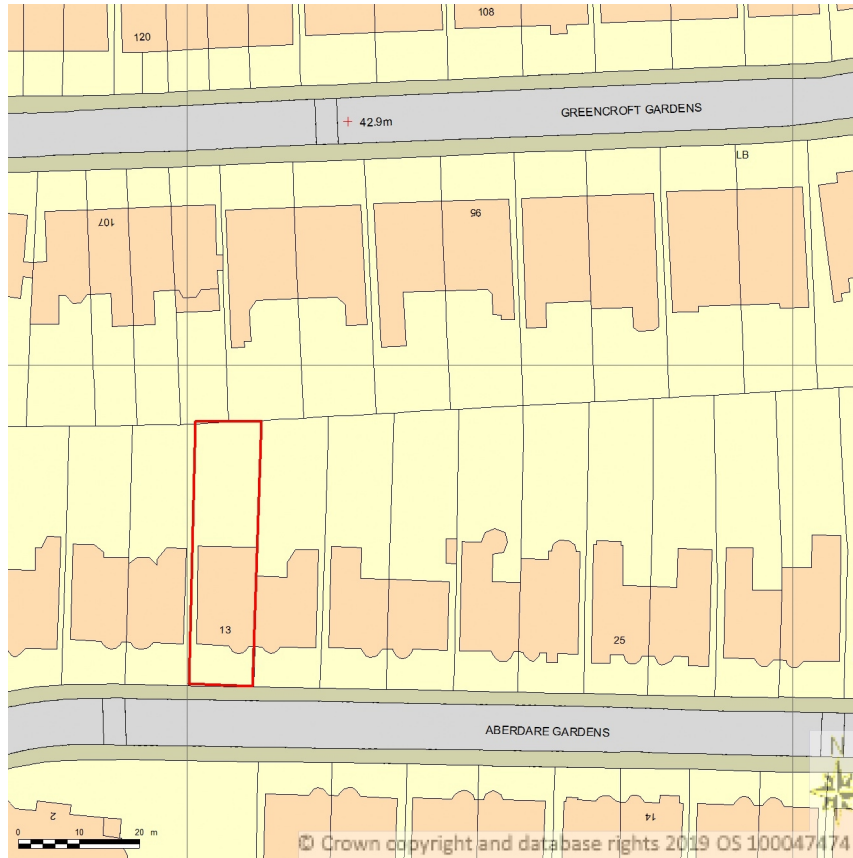 108
120
GREENCROFT GARDENS
42.9m
LB
107
95
13
25
ABERDARE GARDENS
N
2
14
0 10 20 m
© Crown copyright and database rights 2019 OS 100047474